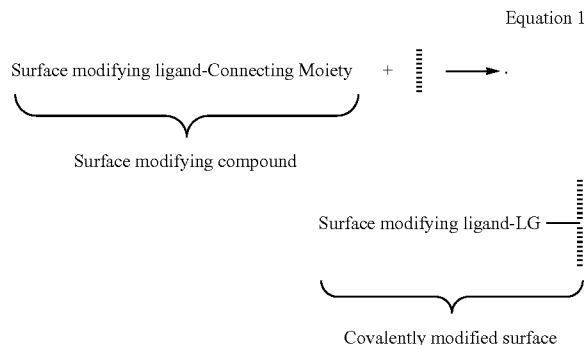 Equation 1
Surface modifying ligand-Connecting Moiety + .
Surface modifying compound
Surface modifying ligand-LG
Covalently modified surface